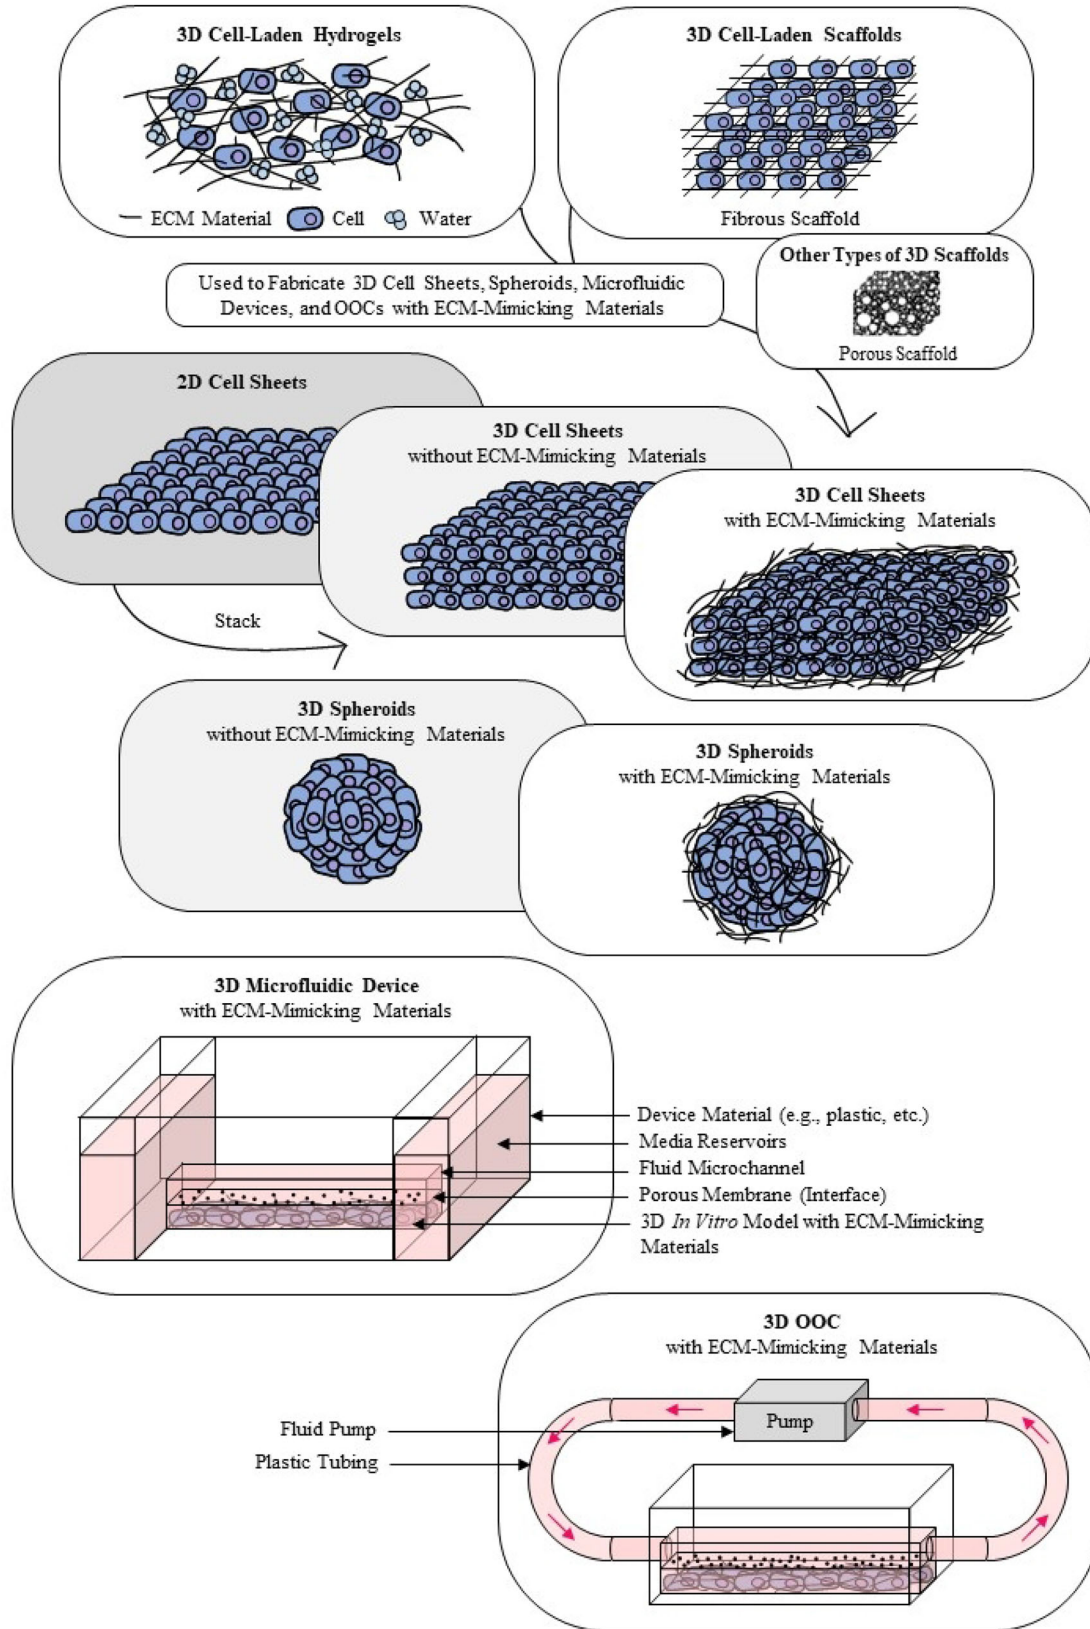 3D Cell-Laden Hydrogels
ECM Material
Cell
Water
3D Cell-Laden Scaffolds
Fibrous Scaffold
Other Types of 3D Scaffolds
Porous Scaffold
Used to Fabricate 3D Cell Sheets, Spheroids, Microfluidic
Devices, and OOCs with ECM-Mimicking Materials
2D Cell Sheets
3D Cell Sheets
without ECM-Mimicking Materials
3D Cell Sheets
with ECM-Mimicking Materials
Stack
3D Spheroids
without ECM-Mimicking Materials
3D Spheroids
with ECM-Mimicking Materials
3D Microfluidic Device
with ECM-Mimicking Materials
Device Material (e.g., plastic, etc.)
Media Reservoirs
Fluid Microchannel
Porous Membrane (Interface)
3D In Vitro Model with ECM-Mimicking
Materials
3D OOC
with ECM-Mimicking Materials
Pump
Fluid Pump
Plastic Tubing